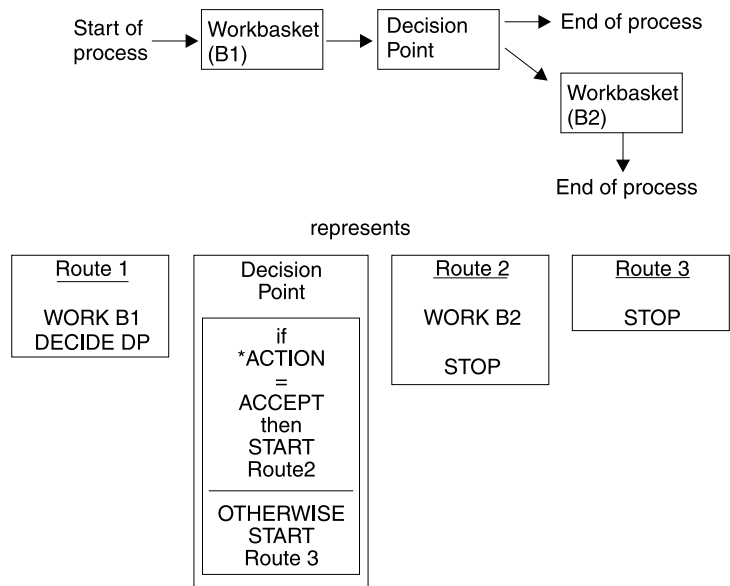 Start of
process
Workbasket
(B1)
Decision
Point
End of process
Workbasket
(B2)
End of process
represents
Route 1
WORK B1
DECIDE DP
Decision
Point
if
*ACTION
=
ACCEPT
then
START
Route2
OTHERWISE
START
Route 3
Route 2
WORK B2
STOP
Route 3
STOP